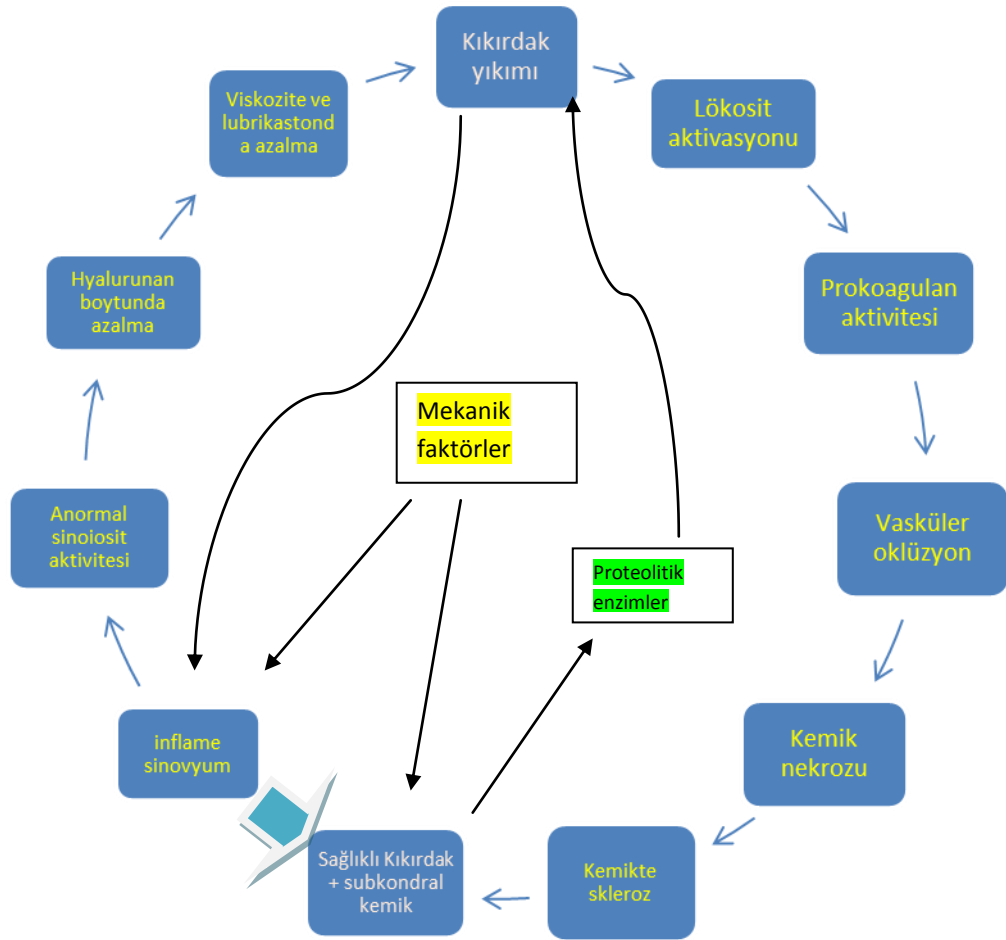 Kıkırdak
yıkımı
Lökosit
aktivasyonu
Prokoagulan
aktivitesi
Vasküler
oklüzyon
Kemik
nekrozu
Kemikte
skleroz
Sağlıklı Kıkırdak
+ subkondral
kemik
inflame
sinovyum
Anormal
sinoiosit
aktivitesi
Hyalurunan
boytunda
azalma
Viskozite ve
lubrikastond
a azalma
Mekanik
faktörler
Proteolitik
enzimler